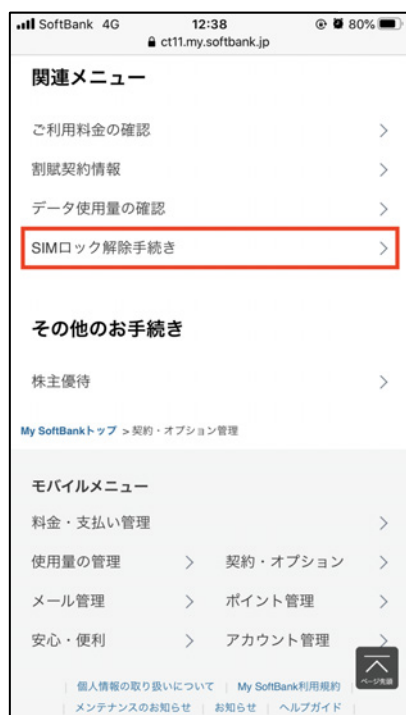 SoftBank 4G 12:38 80%
ct11.my.softbank.jp
関連メニュー
ご利用料金の確認
割賦契約情報
データ使用量の確認
SIMロック解除手続き
その他のお手続き
株主優待
My SoftBankトップ > 契約・オプション管理
モバイルメニュー
料金・支払い管理
使用量の管理 契約・オプション
メール管理 ポイント管理
安心・便利 アカウント管理
ページ先頭
個人情報の取り扱いについて | My SoftBank利用規約
メンテナンスのお知らせ | お知らせ | ヘルプガイド